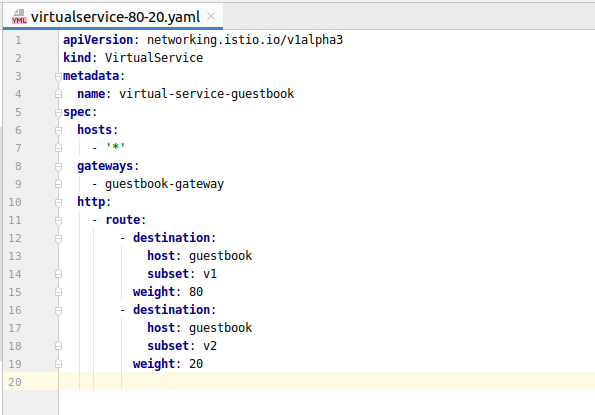 YML virtualservice-80-20.yaml ×
1 apiVersion: networking.istio.io/v1alpha3
2 kind: VirtualService
3 metadata:
4   name: virtual-service-guestbook
5 spec:
6   hosts:
7     - '*'
8   gateways:
9     - guestbook-gateway
10   http:
11     - route:
12         - destination:
13             host: guestbook
14             subset: v1
15           weight: 80
16         - destination:
17             host: guestbook
18             subset: v2
19           weight: 20
20